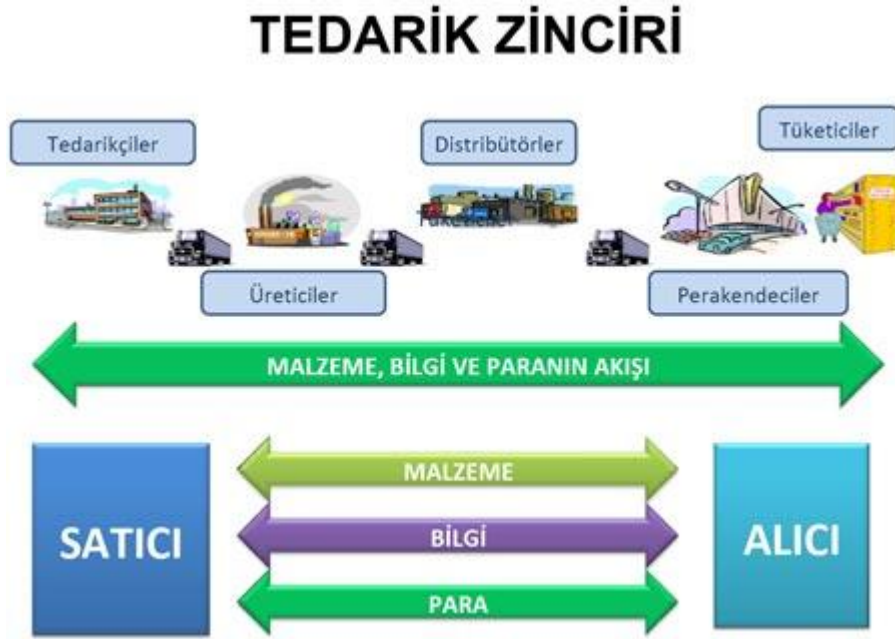 TEDARİK ZİNCİRİ
Tedarikçiler
Distribütörler
Tüketiciler
Üreticiler
Perakendeciler
MALZEME, BİLGİ VE PARANIN AKIŞI
SATICI
MALZEME
BİLGİ
PARA
ALICI